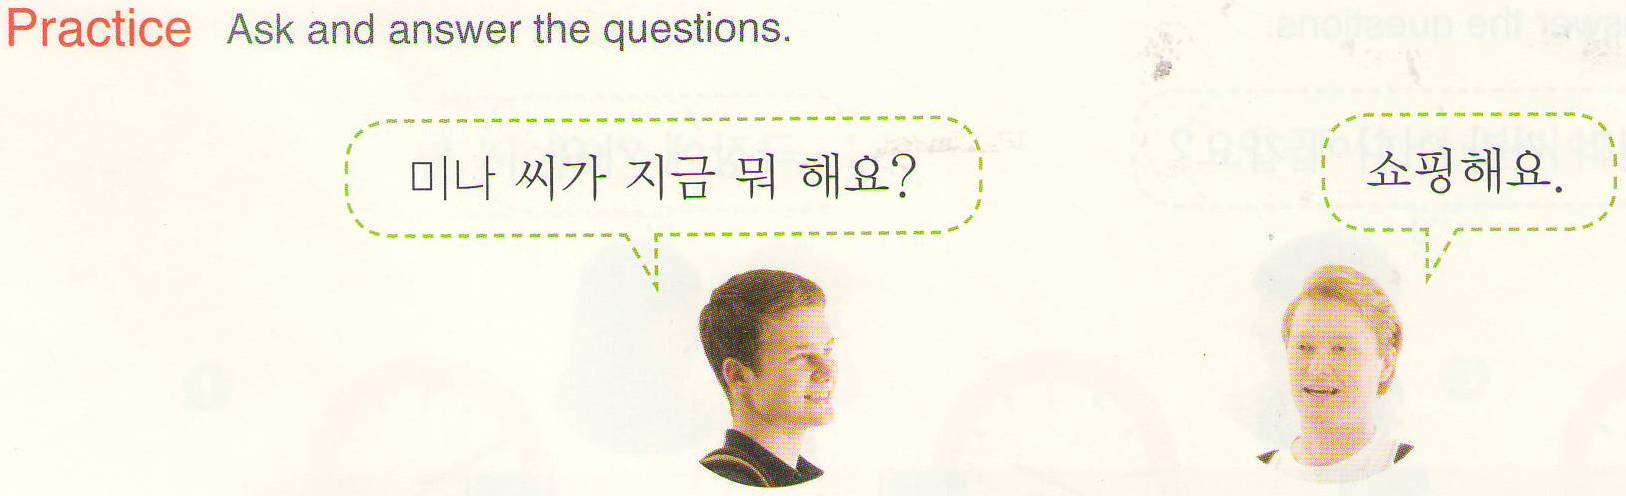 Practice Ask and answer the questions.
미나 씨가 지금 뭐 해요?
쇼핑해요.